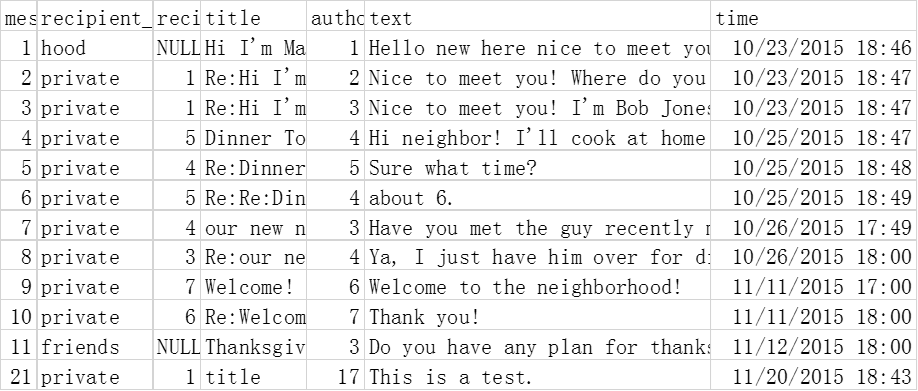 mes recipient_ reci title autho text time
1 hood NULL Hi I'm Ma 1 Hello new here nice to meet you 10/23/2015 18:46
2 private 1 Re:Hi I'm 2 Nice to meet you! Where do you 10/23/2015 18:47
3 private 1 Re:Hi I'm 3 Nice to meet you! I'm Bob Jones 10/23/2015 18:47
4 private 5 Dinner To 4 Hi neighbor! I'll cook at home 10/25/2015 18:47
5 private 4 Re:Dinner 5 Sure what time? 10/25/2015 18:48
6 private 5 Re:Re:Din 4 about 6. 10/25/2015 18:49
7 private 4 our new n 3 Have you met the guy recently m 10/26/2015 17:49
8 private 3 Re:our ne 4 Ya, I just have him over for di 10/26/2015 18:00
9 private 7 Welcome! 6 Welcome to the neighborhood! 11/11/2015 17:00
10 private 6 Re:Welcom 7 Thank you! 11/11/2015 18:00
11 friends NULL Thanksgiv 3 Do you have any plan for thanks 11/12/2015 18:00
21 private 1 title 17 This is a test. 11/20/2015 18:43